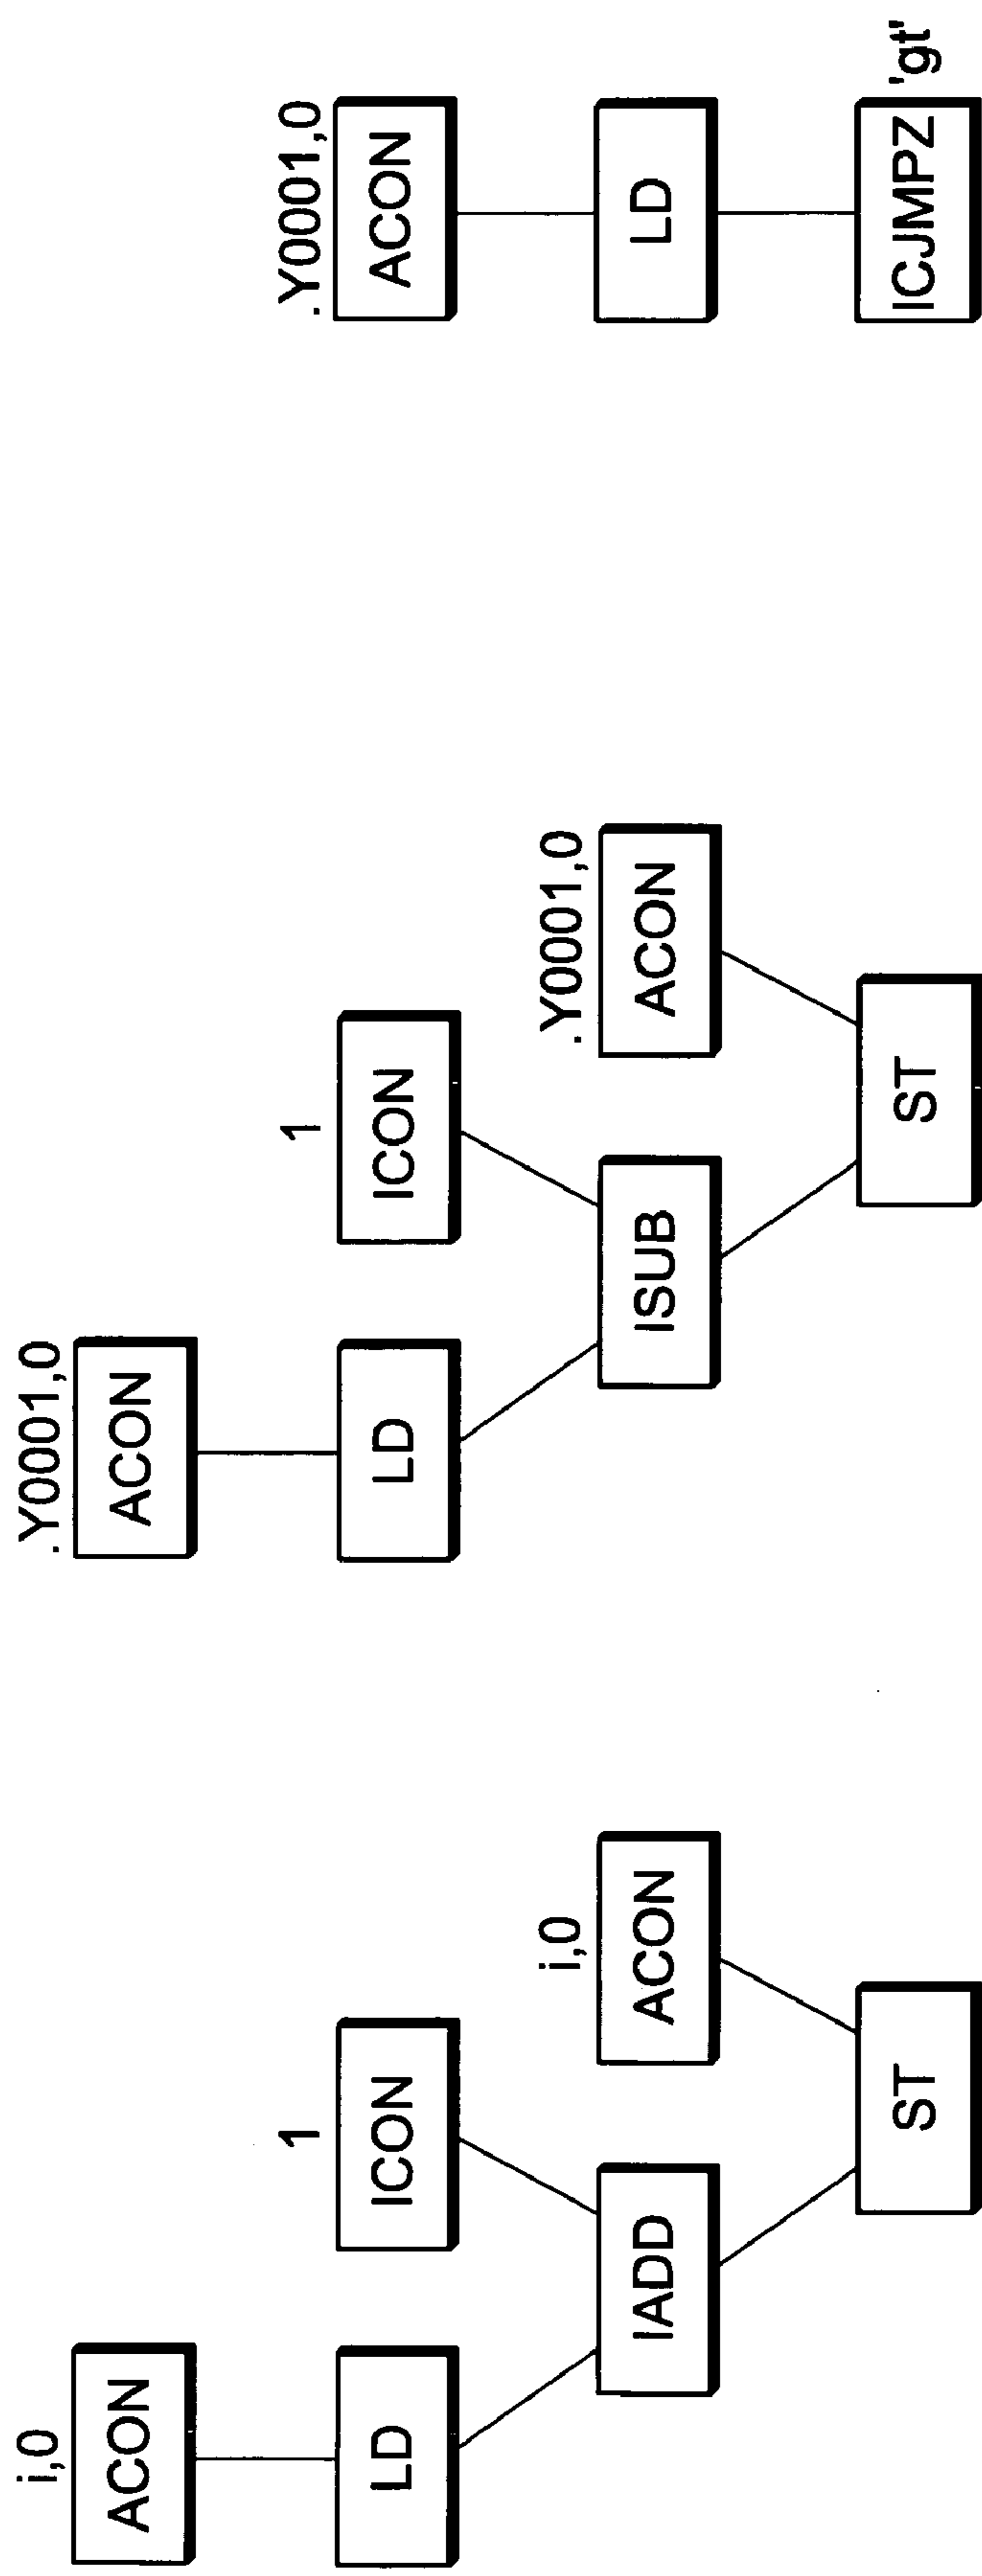 i,0
ACON
LD
1
ICON
IADD
i,0
ACON
ST
.Y0001,0
ACON
LD
1
ICON
ISUB
.Y0001,0
ACON
ST
.Y0001,0
ACON
LD
ICJMPZ 'gt'